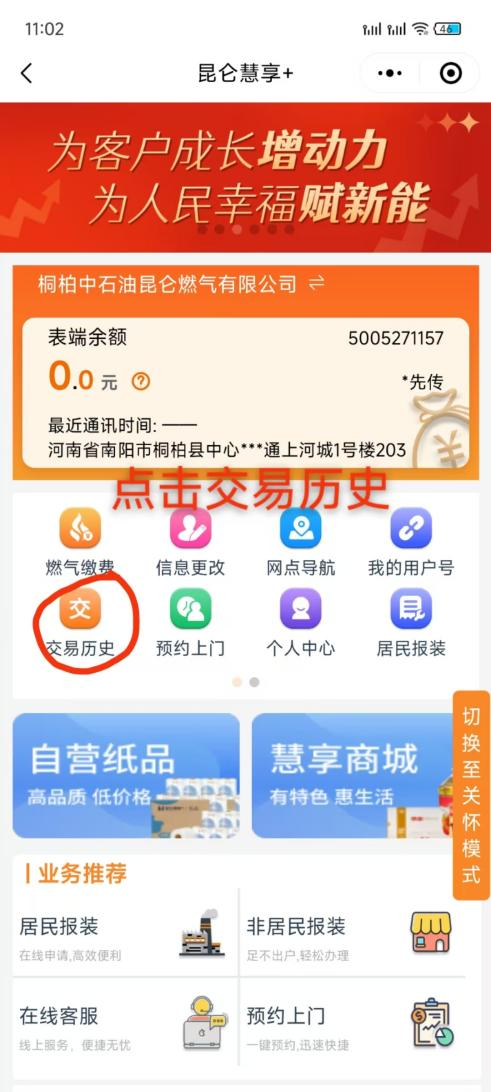 11:02
46
昆仑慧享+
为客户成长增动力
为人民幸福赋新能
桐柏中石油昆仑燃气有限公司
表端余额 5005271157
0.0 元 ?
*先传
最近通讯时间: ——
河南省南阳市桐柏县中心***通上河城1号楼203
点击交易历史
燃气缴费 信息更改 网点导航 我的用户号
交
交易历史 预约上门 个人中心 居民报装
自营纸品 慧享商城
高品质 低价格 有特色 惠生活
切换至关怀模式
业务推荐
居民报装 非居民报装
在线申请,高效便利 足不出户,轻松办理
在线客服 预约上门
线上服务，便捷无忧 一键预约,迅速快捷